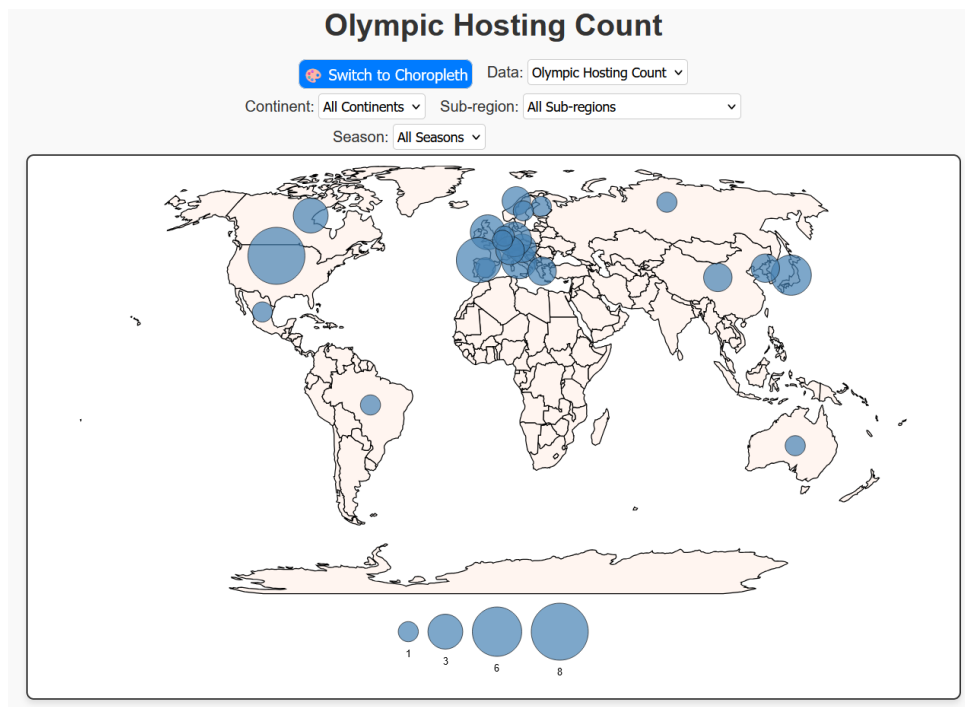 Olympic Hosting Count
🎨 Switch to Choropleth Data: Olympic Hosting Count
Continent: All Continents Sub-region: All Sub-regions
Season: All Seasons
1 3 6 8